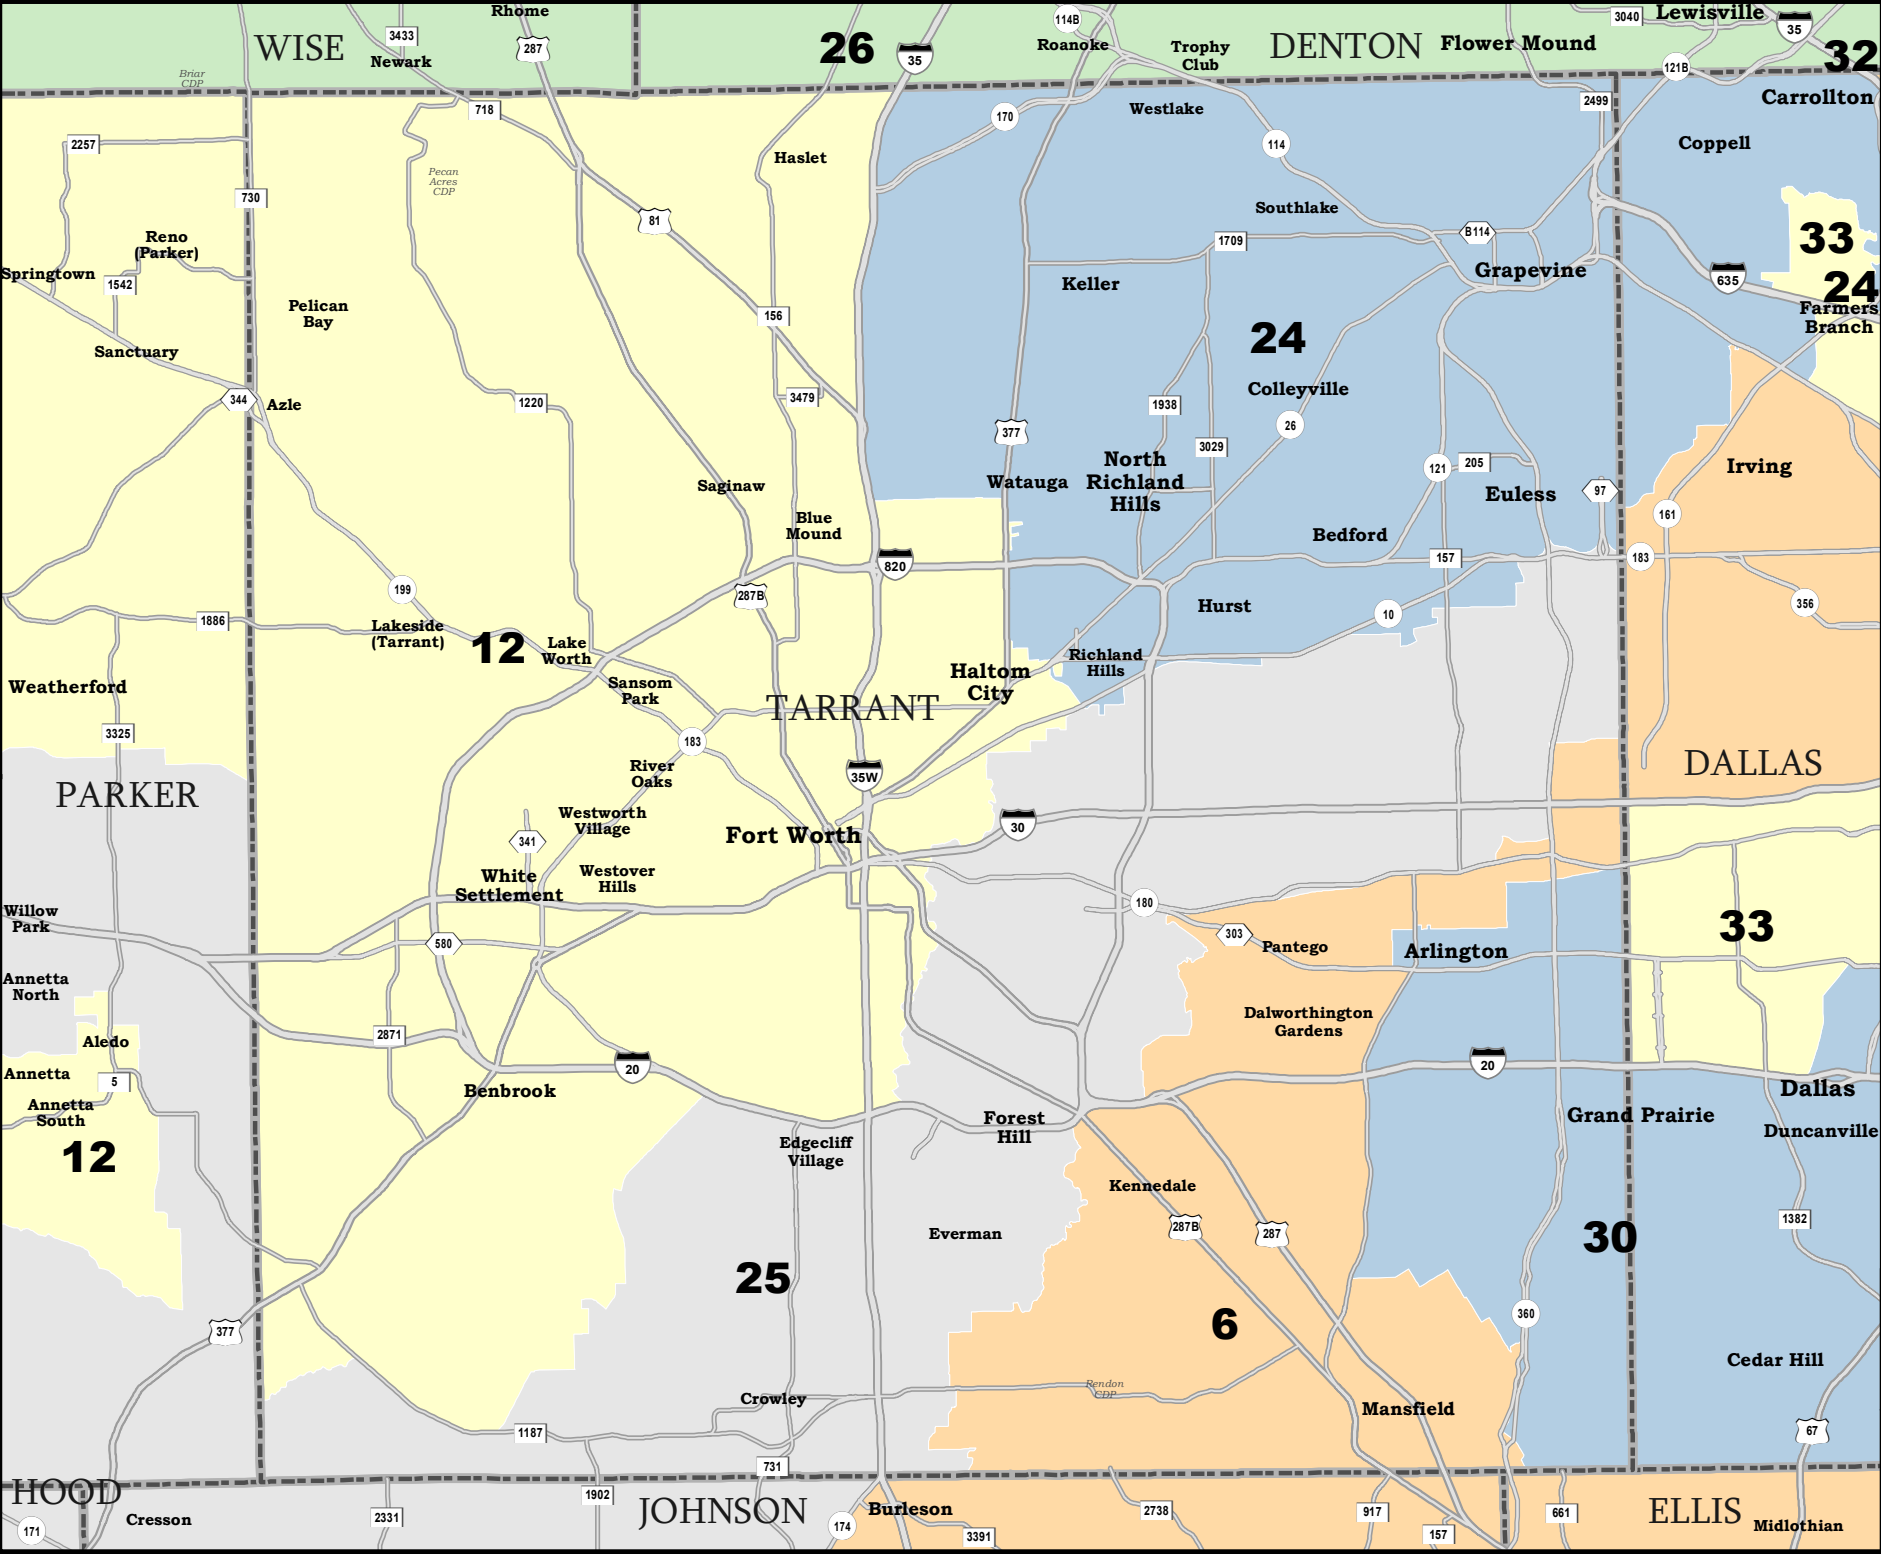 Rhome
114B
3040
Lewisville
3433
WISE
287
26
35
Roanoke
Trophy
Club
DENTON
Flower Mound
35
32
Newark
Briar
CDP
121B
718
170
Westlake
2499
Carrollton
2257
Haslet
114
Coppell
Pecan
Acres
CDP
730
81
Southlake
Reno
(Parker)
1709
B114
33
Springtown
1542
Keller
Grapevine
635
24
Pelican
Bay
156
Farmers
Branch
Sanctuary
24
344
Azle
1220
3479
1938
Colleyville
26
377
3029
North
Richland
Hills
121
205
Irving
Saginaw
Watauga
Euless
97
161
Blue
Mound
Bedford
820
157
183
199
287B
Hurst
10
356
1886
Lakeside
(Tarrant)
12
Lake
Worth
Richland
Hills
Weatherford
Sansom
Park
Haltom
City
TARRANT
3325
183
River
Oaks
35W
DALLAS
PARKER
Westworth
Village
30
341
Fort Worth
White
Settlement
Westover
Hills
180
Willow
Park
580
303
Pantego
Arlington
33
Annetta
North
Dalworthington
Gardens
2871
Aledo
20
20
Annetta
5
Benbrook
Dallas
Annetta
South
Forest
Hill
Grand Prairie
Duncanville
12
Edgecliff
Village
Kennedale
Everman
287B
287
1382
30
25
6
360
377
Cedar Hill
Crowley
Rendon
CDP
Mansfield
1187
67
731
HOOD
1902
JOHNSON
Burleson
2738
917
661
ELLIS
Midlothian
171
Cresson
2331
174
3391
157